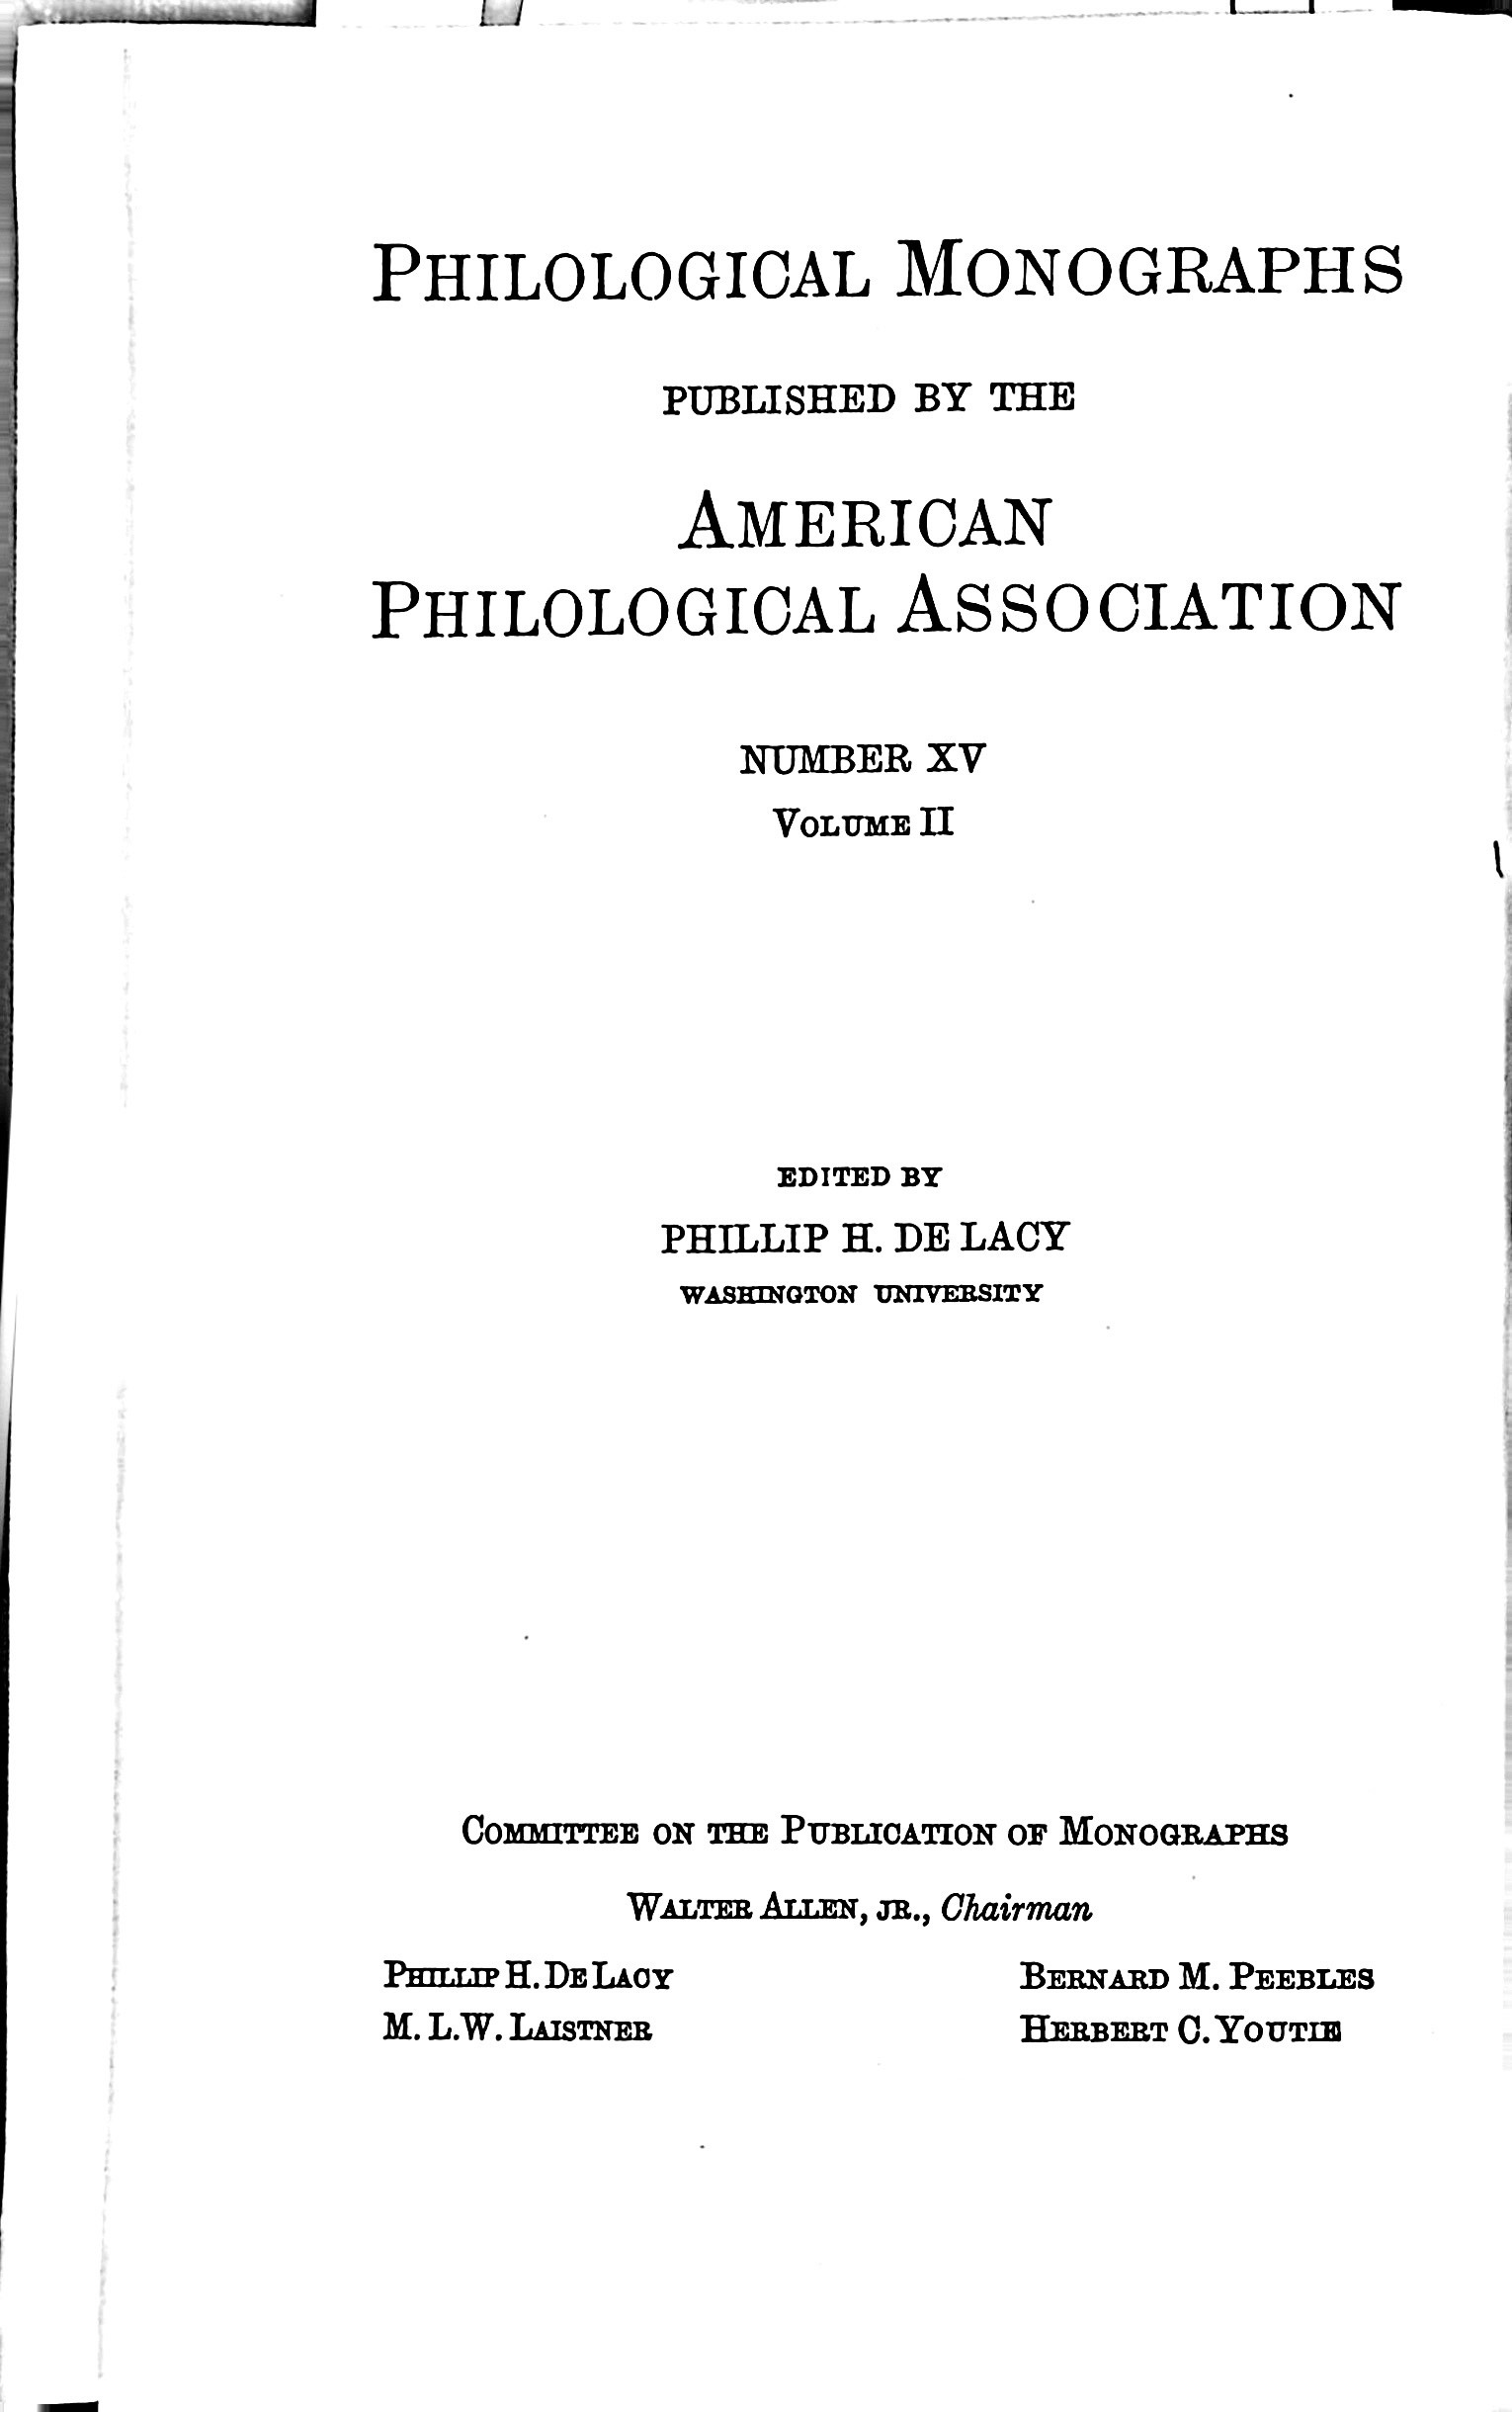 PHILOLOGICAL MONOGRAPHS
PUBLISHED BY THE
AMERICAN
PHILOLOGICAL ASSOCIATION
NUMBER XV
VOLUME II
EDITED BY
PHILLIP H. DE LACY
WASHINGTON UNIVERSITY
COMMITTEE ON THE PUBLICATION OF MONOGRAPHS
WALTER ALLEN, JR., Chairman
PHILLIP H. DE LACY
BERNARD M. PEEBLES
M. L. W. LAISTNER
HERBERT C. YOUTIE